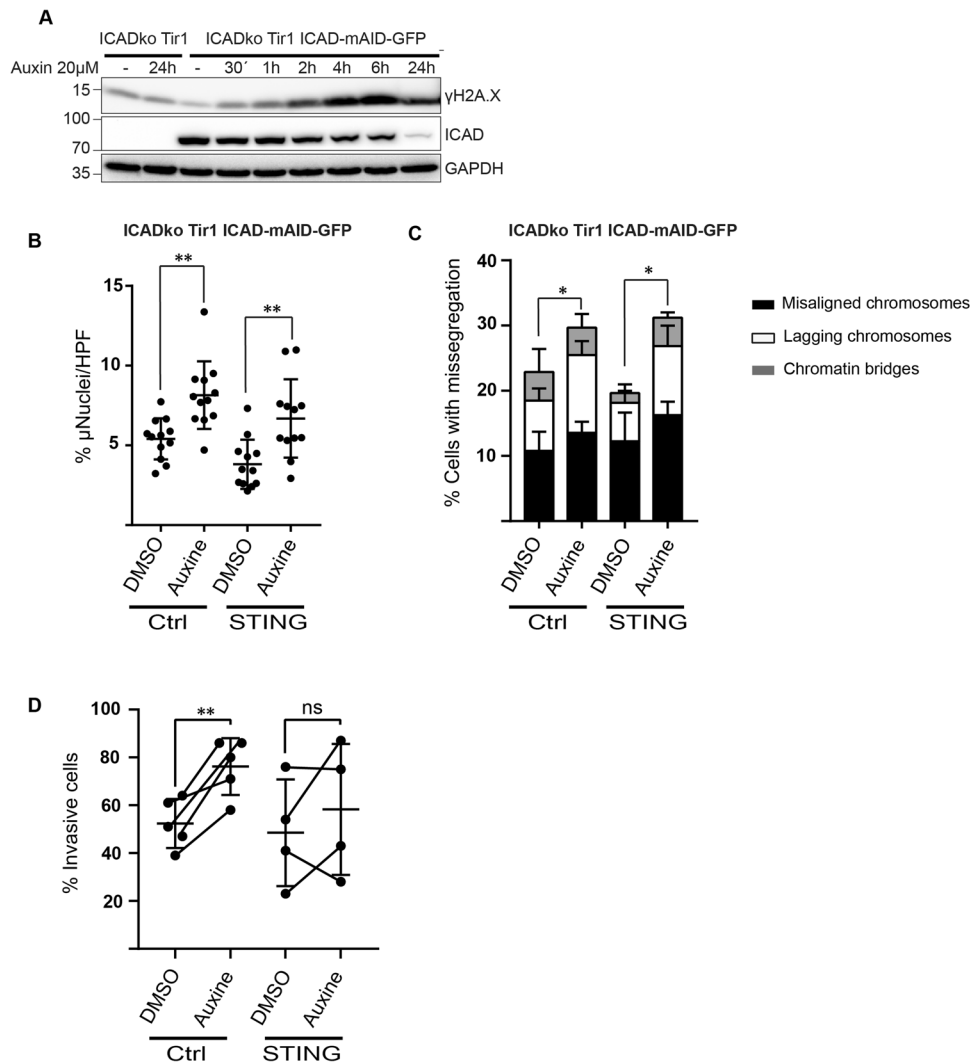 A
ICADko Tir1 ICADko Tir1 ICAD-mAID-GFP
Auxin 20µM - 24h - 30´ 1h 2h 4h 6h 24h
15 γH2A.X
100
70 ICAD
35 GAPDH
B
ICADko Tir1 ICAD-mAID-GFP
% µNuclei/HPF
15
10
5
** **
DMSO Auxine DMSO Auxine
Ctrl STING
C
ICADko Tir1 ICAD-mAID-GFP
% Cells with missegregation
40
30
20
10
* *
DMSO Auxine DMSO Auxine
Ctrl STING
Misaligned chromosomes
Lagging chromosomes
Chromatin bridges
D
% Invasive cells
100
80
60
40
20
** ns
DMSO Auxine DMSO Auxine
Ctrl STING